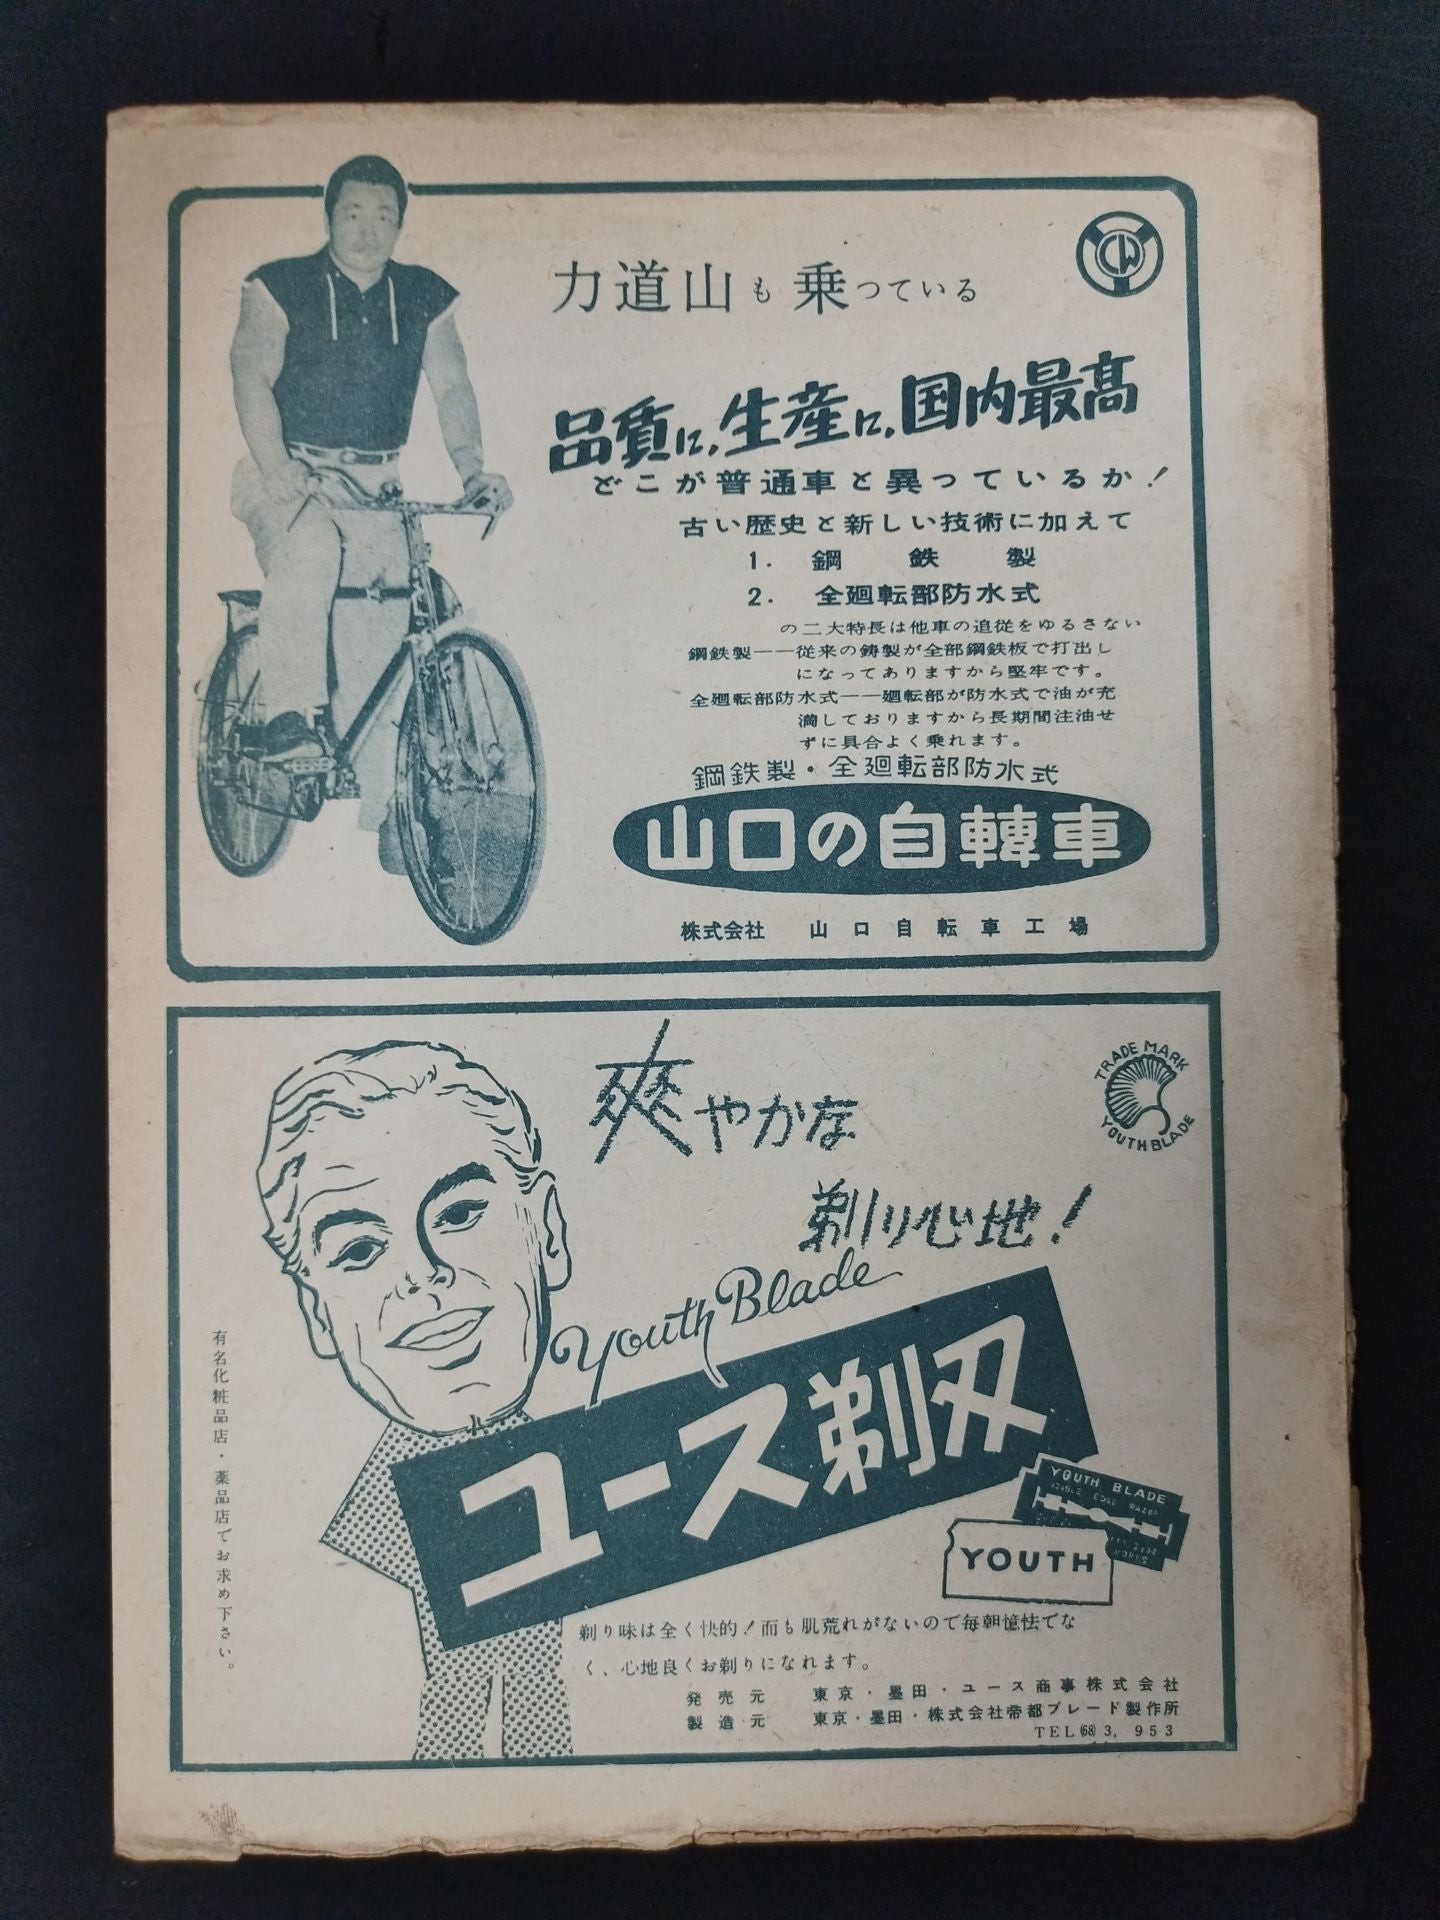 力道山も乗つている
品質に、生産に、国内最高
どこが普通車と異っているか！
古い歴史と新しい技術に加えて
1. 鋼鉄製
2. 全廻転部防水式
の二大特長は他車の追従をゆるさない
鋼鉄製――従来の鋳製が全部鋼鉄板で打出し
になってありますから堅牢です。
全廻転部防水式――廻転部が防水式で油が充
満しておりますから長期間注油せ
ずに具合よく乗れます。
鋼鉄製・全廻転部防水式
山口の自轉車
株式会社 山口自転車工場
爽やかな
剃り心地！
TRADE MARK
YOUTH BLADE
Youth Blade
ユース剃刃
YOUTH BLADE
DOUBLE EDGE RAZOR
YOUTH
有名化粧品店・薬品店でお求め下さい。
剃り味は全く快的！而も肌荒れがないので毎朝憶怯でな
く、心地良くお剃りになれます。
発売元 東京・墨田・ユース商事株式会社
製造元 東京・墨田・株式会社帝都ブレード製作所
TEL(68)3,953